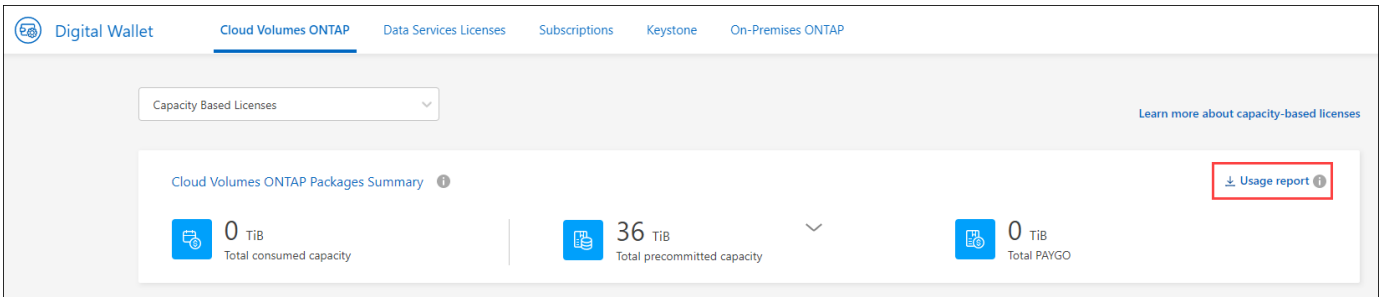 Digital Wallet
Cloud Volumes ONTAP
Data Services Licenses
Subscriptions
Keystone
On-Premises ONTAP
Capacity Based Licenses
Learn more about capacity-based licenses
Cloud Volumes ONTAP Packages Summary
Usage report
0 TiB
Total consumed capacity
36 TiB
Total precommitted capacity
0 TiB
Total PAYGO